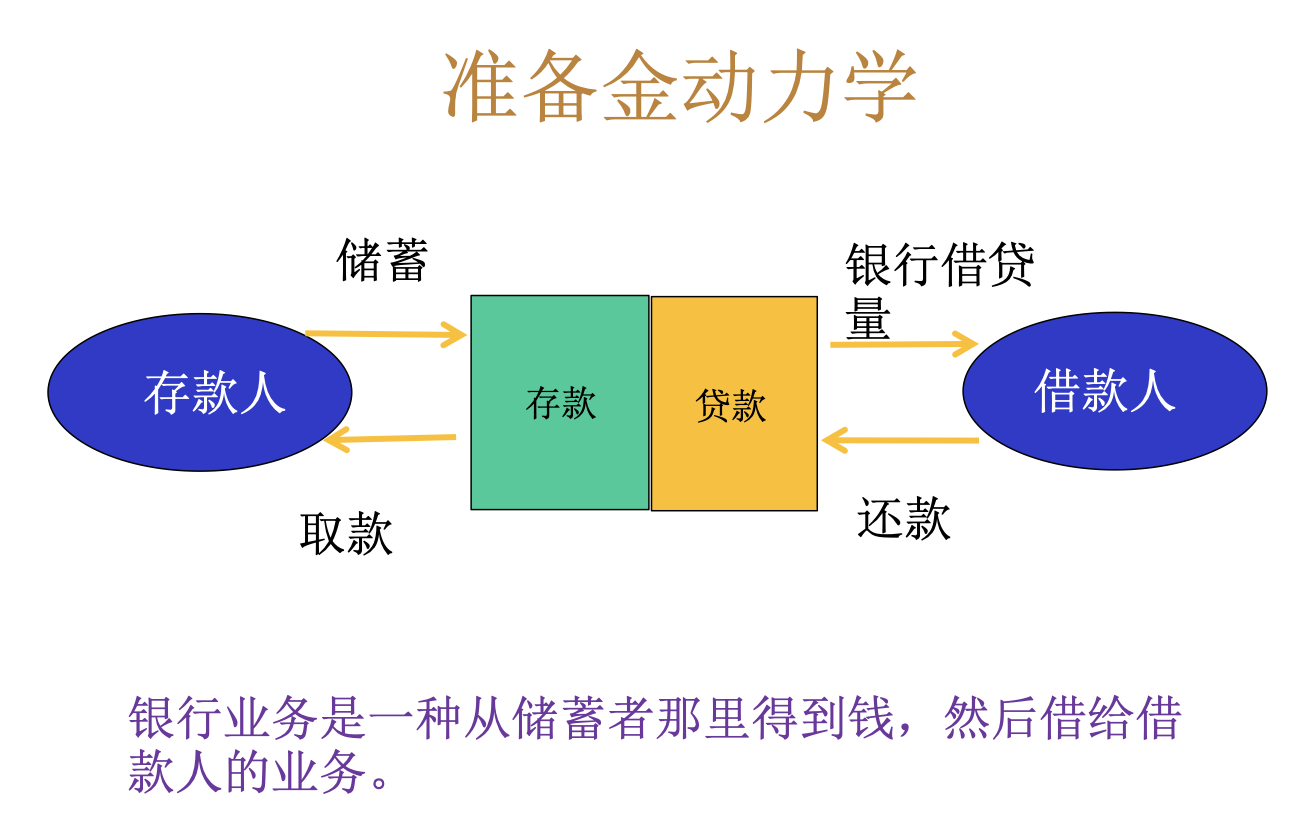 准备金动力学
储蓄
银行借贷
量
存款人
存款
贷款
借款人
取款
还款
银行业务是一种从储蓄者那里得到钱，然后借给借
款人的业务。